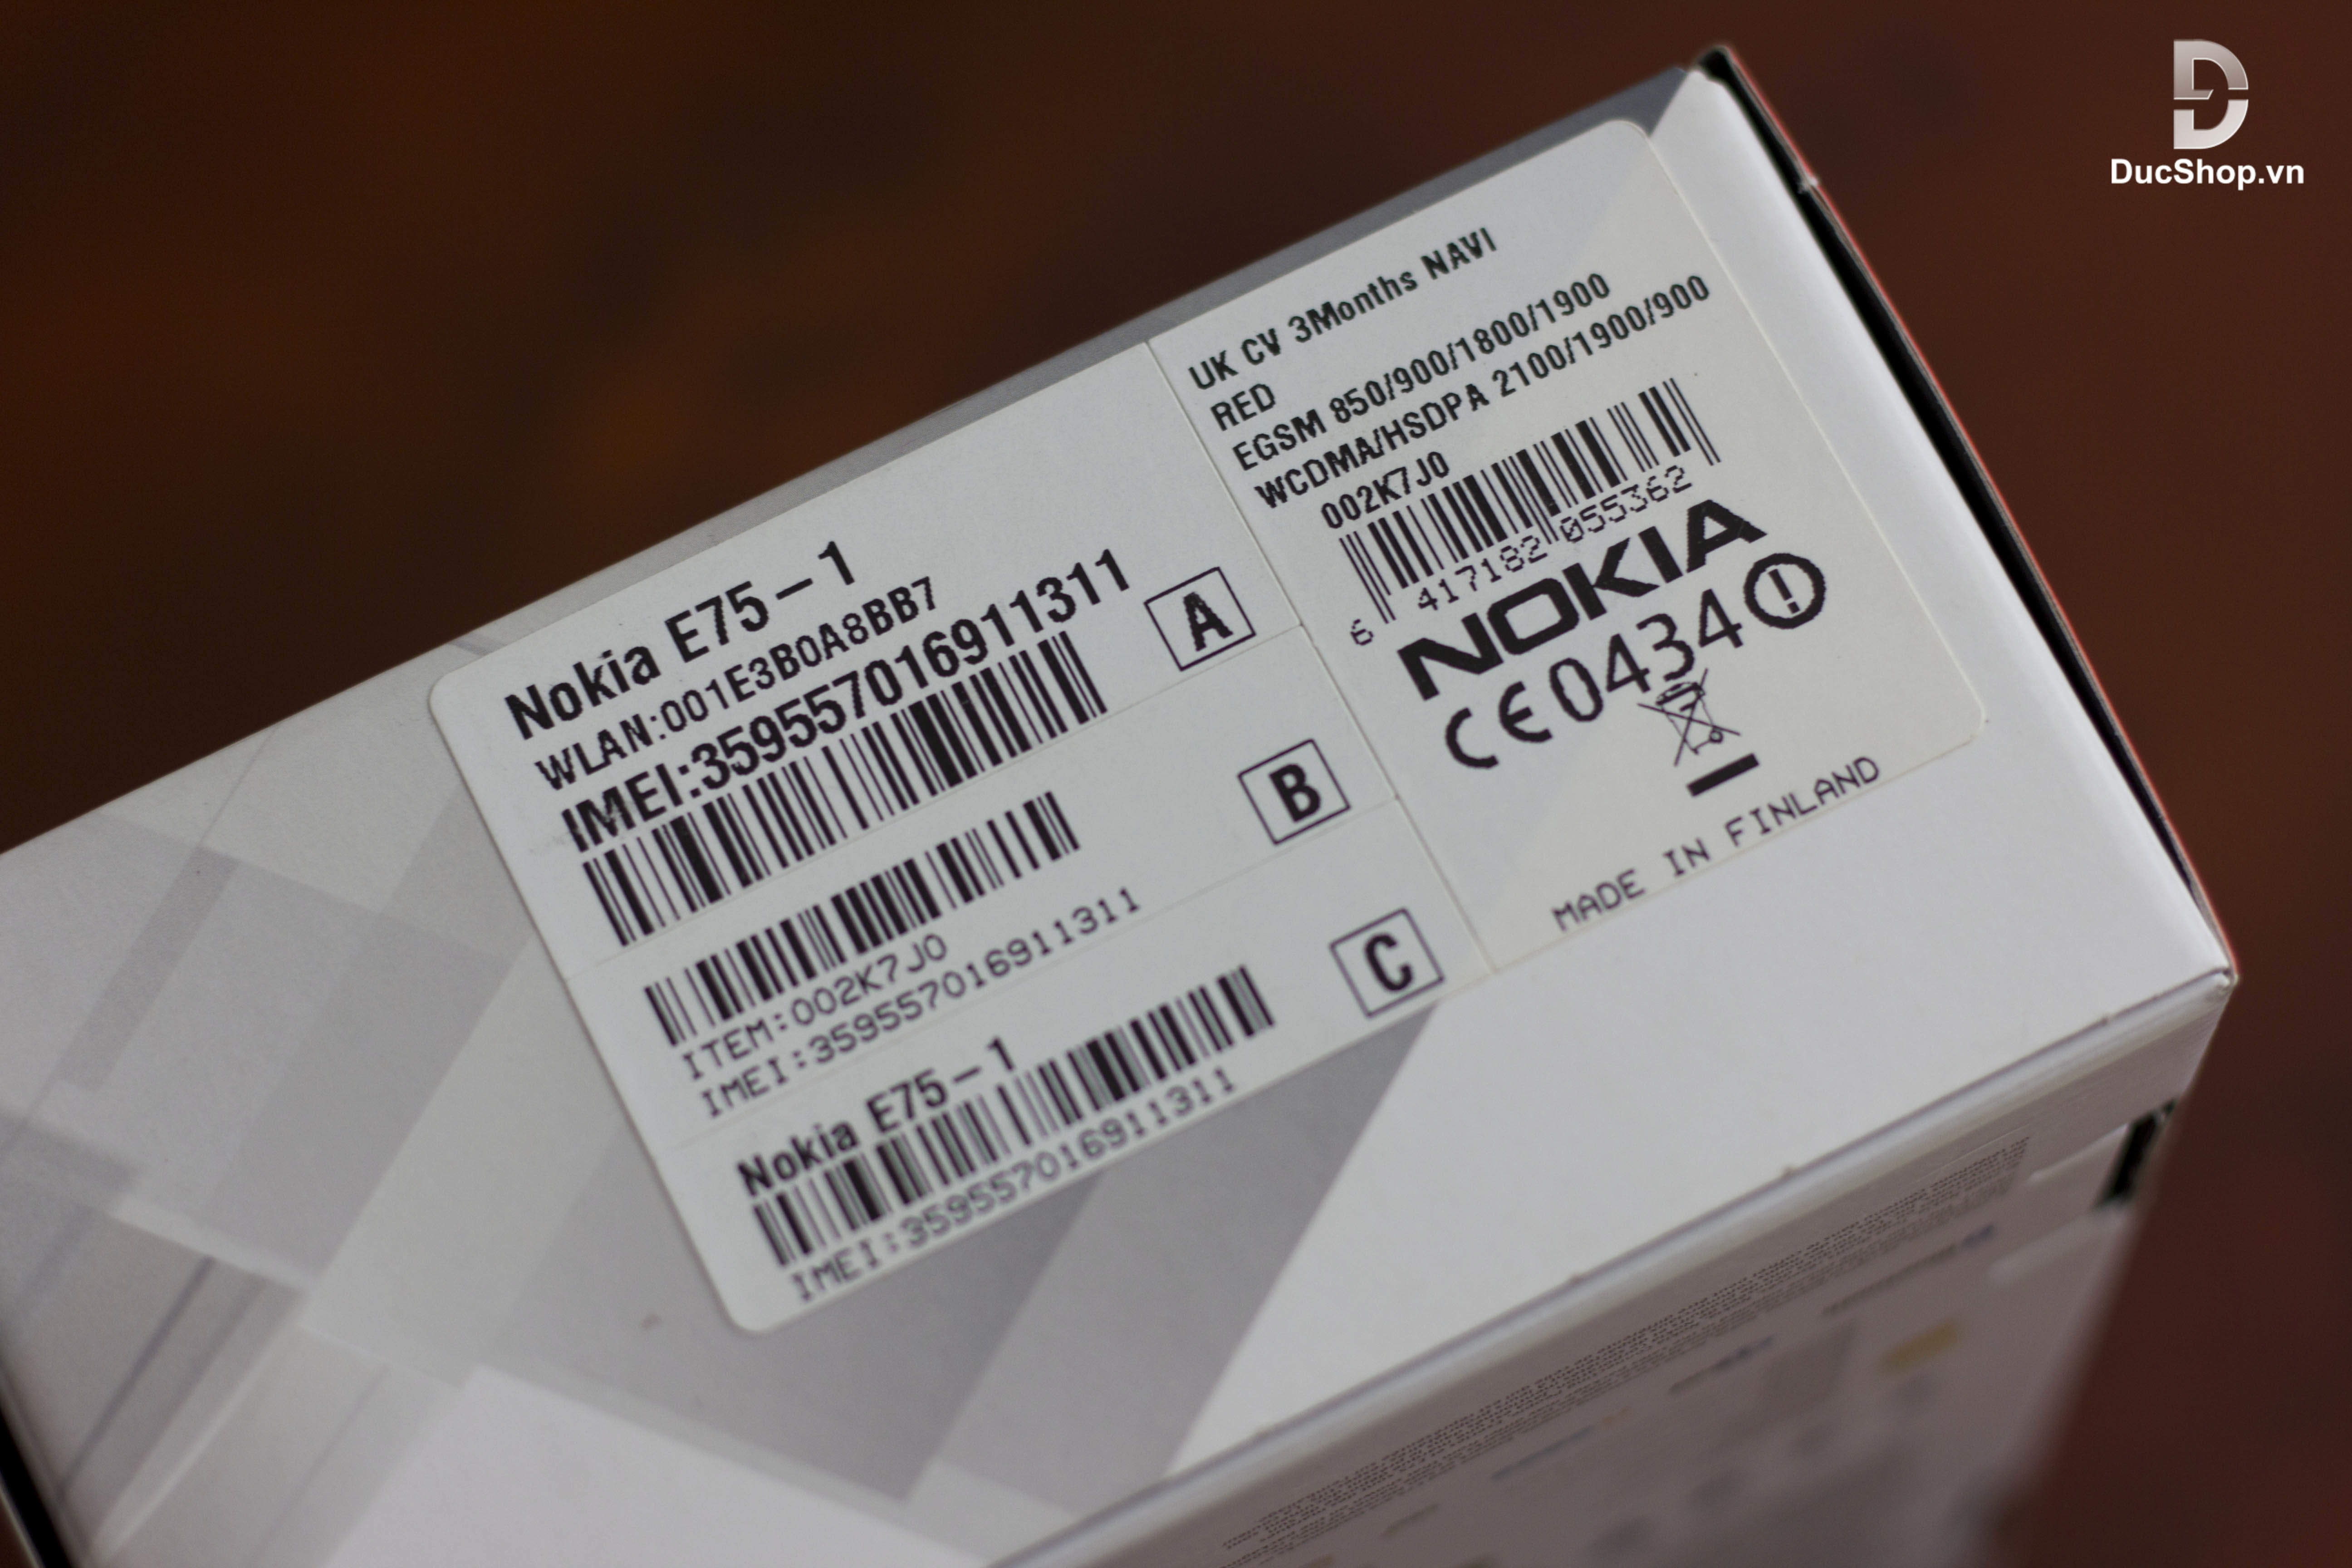 DucShop.vn
UK CV 3Months NAVI
RED
EGSM 850/900/1800/1900
WCDMA/HSDPA 2100/1900/900
002K7J0
6 417182 055362
NOKIA
CE0434
MADE IN FINLAND
Nokia E75-1
WLAN:001E3B0A8BB7
IMEI:359557016911311
A
B
ITEM:002K7J0
IMEI:359557016911311
C
Nokia E75-1
IMEI:359557016911311